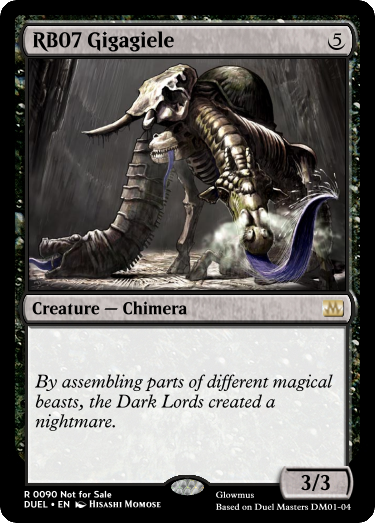 RB07 Gigagiele 5
Creature — Chimera
By assembling parts of different magical
beasts, the Dark Lords created a
nightmare.
3/3
R 0090 Not for Sale
DUEL • EN Hisashi Momose
Glowmus
Based on Duel Masters DM01-04